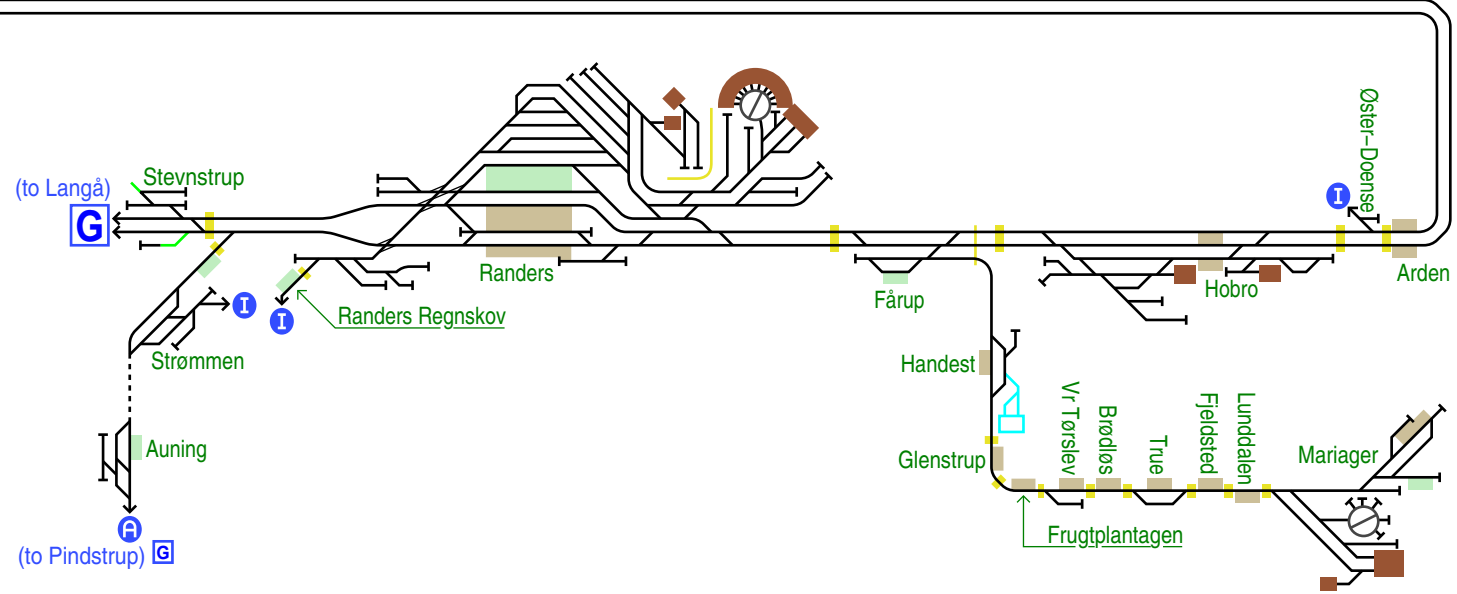 Øster-Doense
Stevnstrup
(to Langå)
G
I
Randers
Arden
Hobro
Fårup
I
I
Randers Regnskov
Strømmen
Handest
Vr Tørslev
Brødløs
True
Fjeldsted
Lunddalen
Auning
Glenstrup
Mariager
A
Frugtplantagen
(to Pindstrup) G